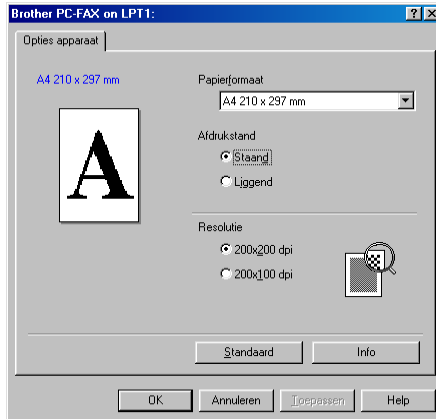 Brother PC-FAX on LPT1:
Opties apparaat
A4 210 x 297 mm
Papierformaat
A4 210 x 297 mm
Afdrukstand
Staand
Liggend
A
Resolutie
200x200 dpi
200x100 dpi
Standaard Info
OK Annuleren Toepassen Help